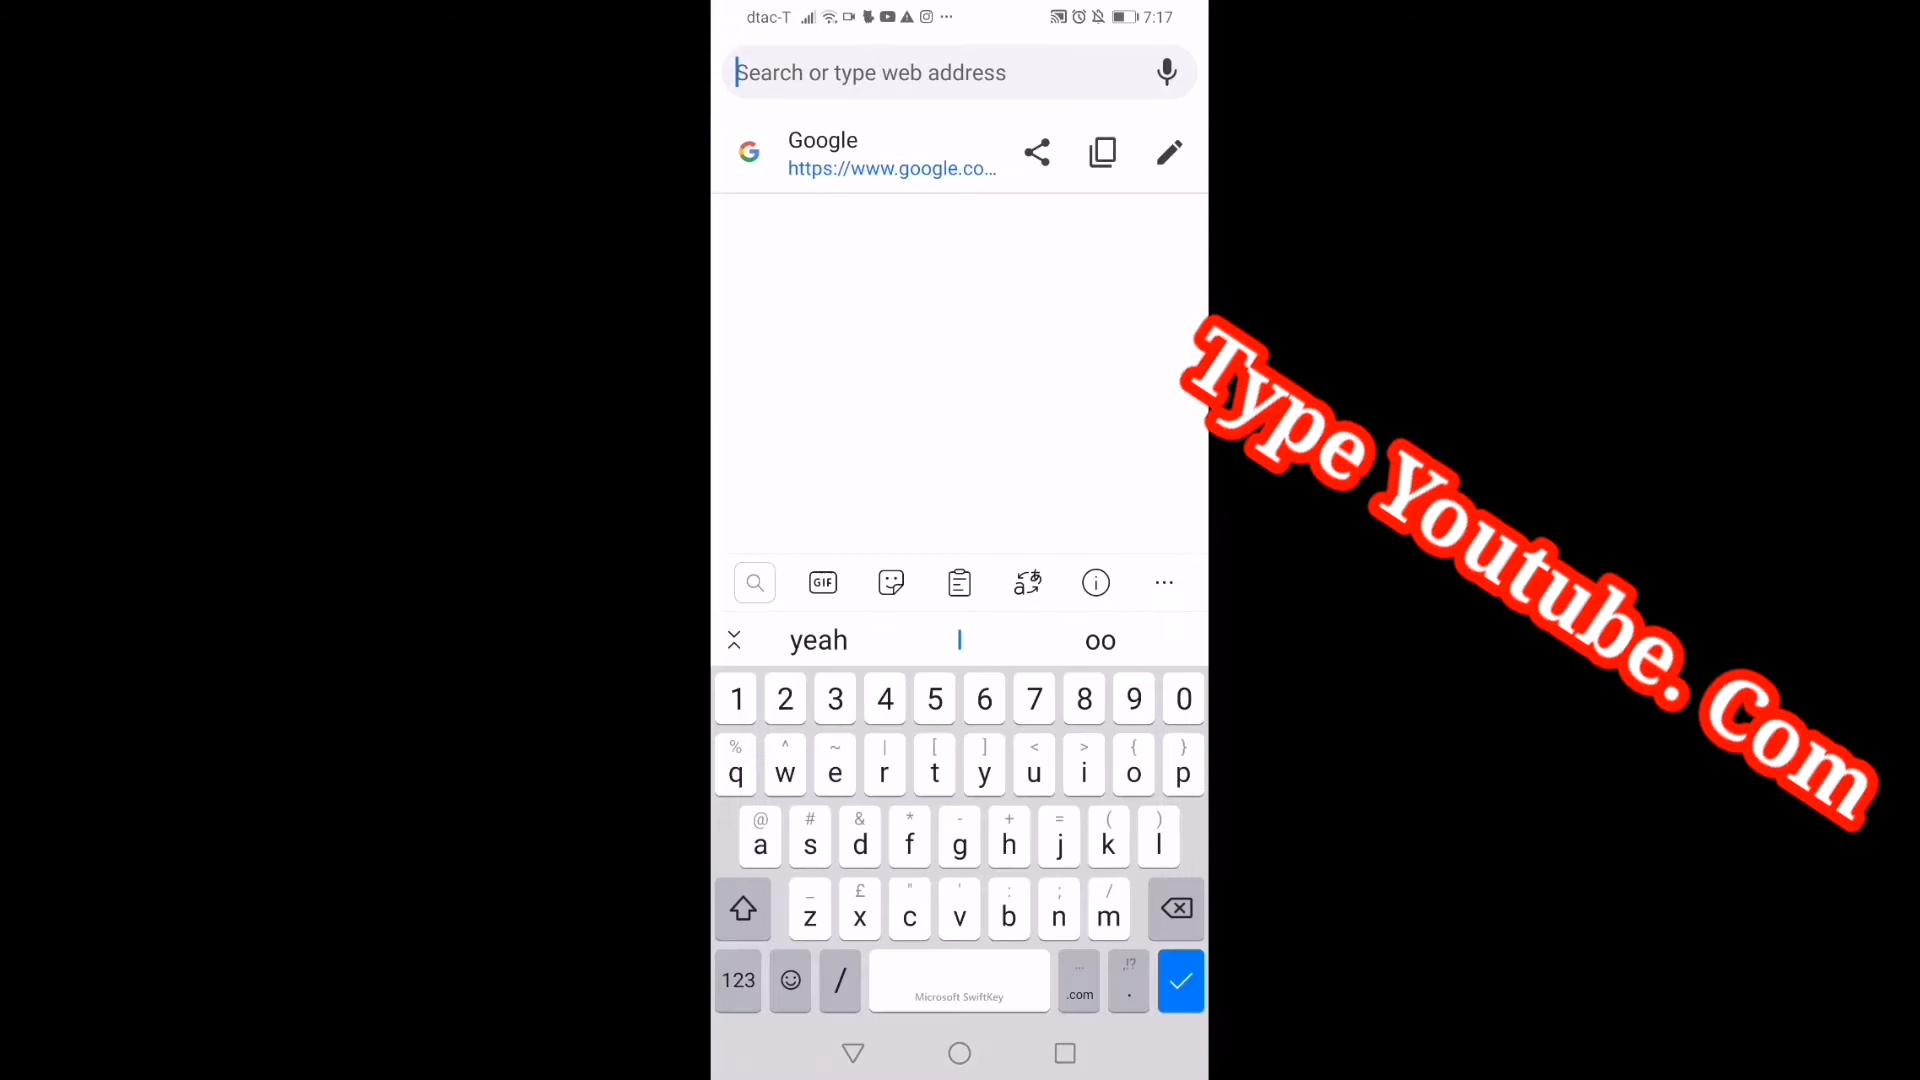 dtac-T 7:17
Search or type web address
Google
https://www.google.co...
Type Youtube. Com
GIF
yeah I oo
1 2 3 4 5 6 7 8 9 0
% ^ ~ | [ ] < > { }
q w e r t y u i o p
@ # & * - + = ( )
a s d f g h j k l
_ £ " ' : ; /
z x c v b n m
... ,!?
123 / .com .
Microsoft SwiftKey